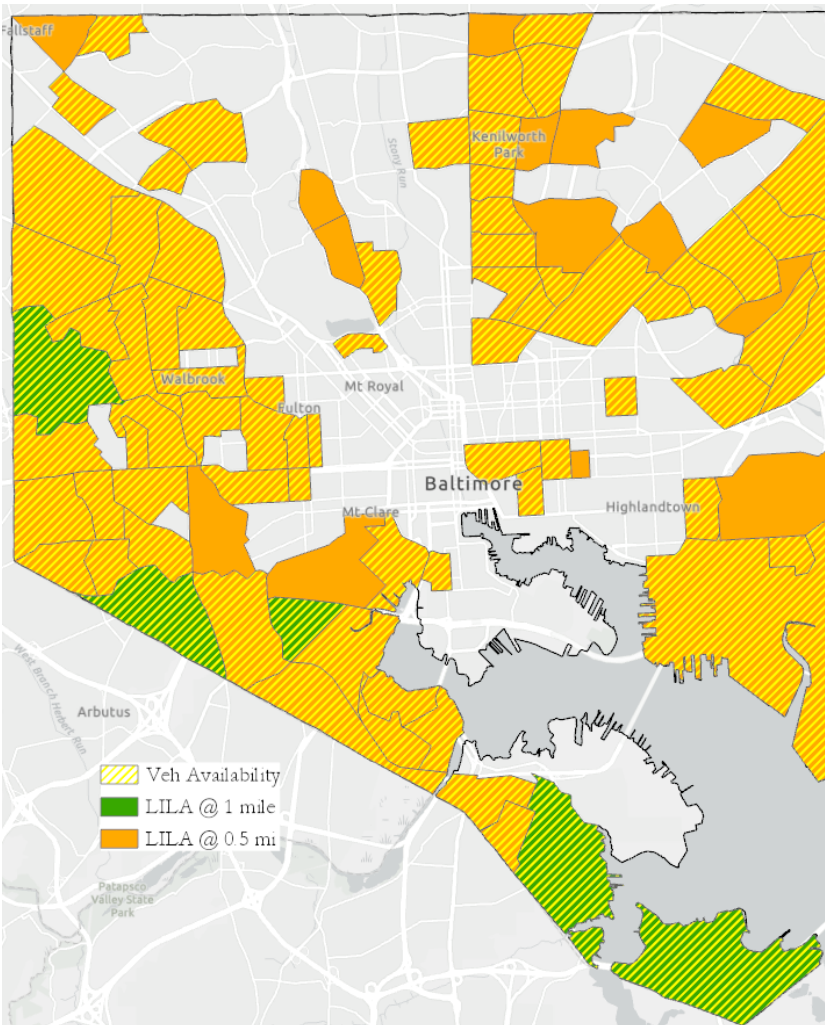 Fallstaff
Stony Run
Kenilworth
Park
Walbrook
Mt Royal
Fulton
Baltimore
Mt Clare
Highlandtown
West Branch Herbert Run
Arbutus
Veh Availability
LILA @ 1 mile
LILA @ 0.5 mi
Patapsco
Valley State
Park